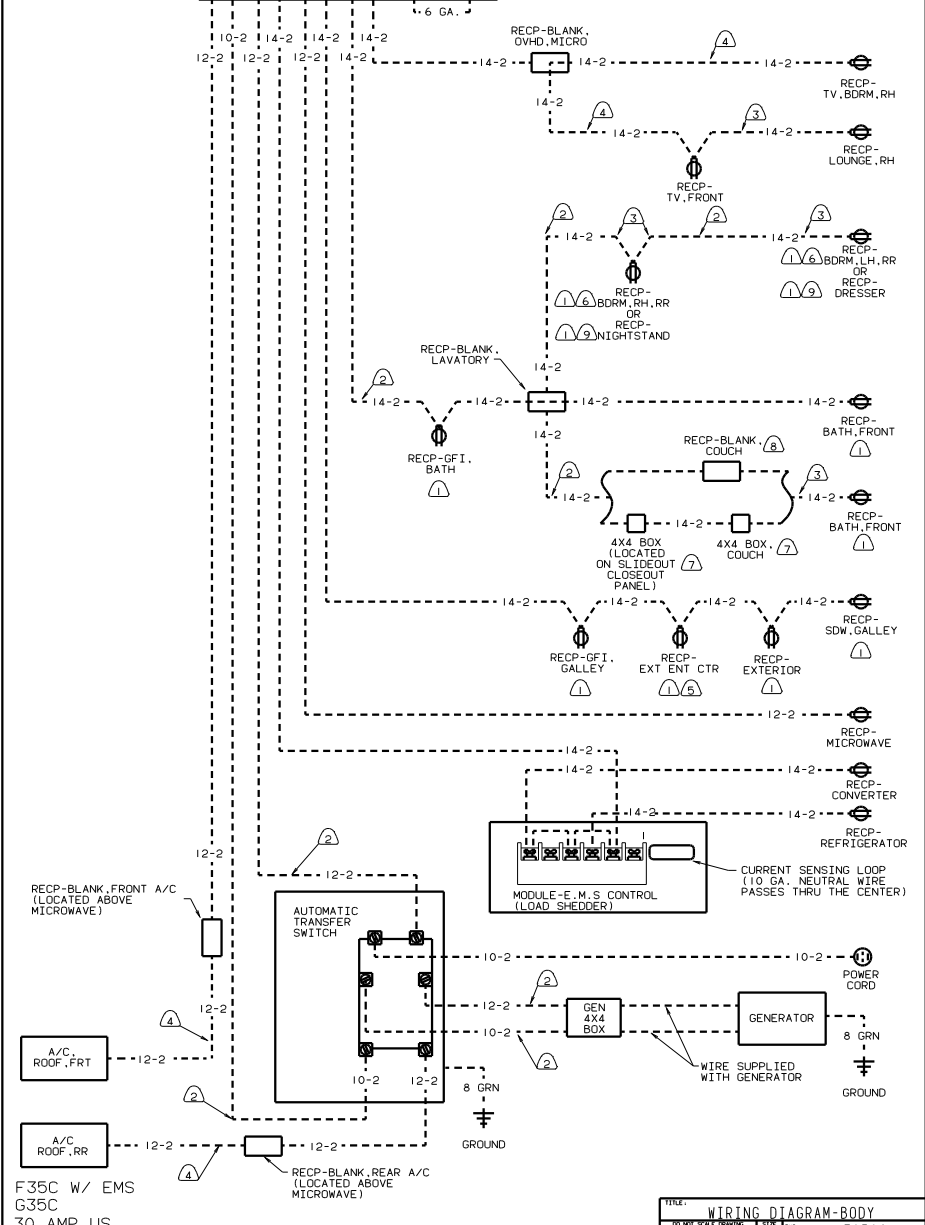 6 GA.
10-2
14-2
14-2
14-2
12-2
12-2
12-2
14-2
14-2
RECP-BLANK,
OVHD,MICRO
14-2
14-2
4
14-2
RECP-
TV,BDRM,RH
14-2
4
14-2
3
14-2
RECP-
LOUNGE,RH
RECP-
TV,FRONT
2
14-2
3
2
14-2
3
1 6
RECP-
BDRM,LH,RR
OR
RECP-
DRESSER
1 9
1 6
RECP-
BDRM,RH,RR
OR
RECP-
NIGHTSTAND
1 9
RECP-BLANK,
LAVATORY
14-2
2
14-2
14-2
14-2
14-2
RECP-
BATH,FRONT
1
RECP-GFI,
BATH
1
14-2
RECP-BLANK,
COUCH
8
2
14-2
3
14-2
RECP-
BATH,FRONT
1
14-2
4X4 BOX
(LOCATED
ON SLIDEOUT
CLOSEOUT
PANEL)
7
4X4 BOX,
COUCH
7
14-2
14-2
14-2
14-2
RECP-
SDW,GALLEY
1
RECP-GFI,
GALLEY
1
RECP-
EXT ENT CTR
1 5
RECP-
EXTERIOR
1
12-2
RECP-
MICROWAVE
14-2
14-2
14-2
RECP-
CONVERTER
14-2
RECP-
REFRIGERATOR
1
MODULE-E.M.S CONTROL
(LOAD SHEDDER)
CURRENT SENSING LOOP
(10 GA. NEUTRAL WIRE
PASSES THRU THE CENTER)
12-2
2
12-2
RECP-BLANK,FRONT A/C
(LOCATED ABOVE
MICROWAVE)
AUTOMATIC
TRANSFER
SWITCH
10-2
10-2
POWER
CORD
12-2
2
10-2
2
GEN
4X4
BOX
GENERATOR
8 GRN
GROUND
WIRE SUPPLIED
WITH GENERATOR
12-2
4
A/C,
ROOF,FRT
12-2
10-2
12-2
8 GRN
GROUND
2
A/C
ROOF,RR
12-2
4
12-2
RECP-BLANK,REAR A/C
(LOCATED ABOVE
MICROWAVE)
F35C W/ EMS
G35C
30 AMP US
TITLE:
WIRING DIAGRAM-BODY
DO NOT SCALE DRAWING
SIZE